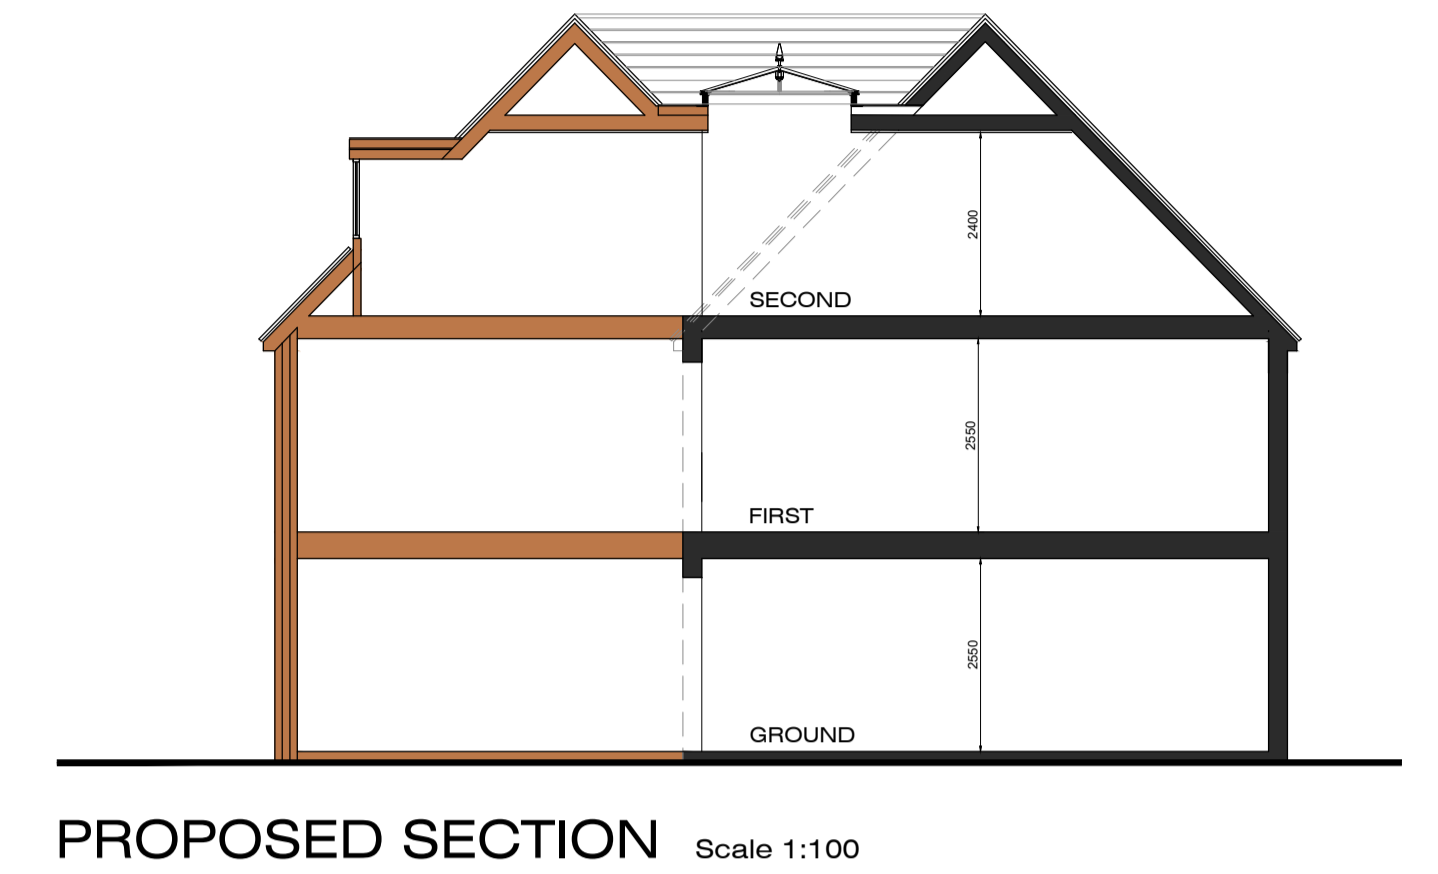 2400
SECOND
2550
FIRST
2550
GROUND
PROPOSED SECTION Scale 1:100